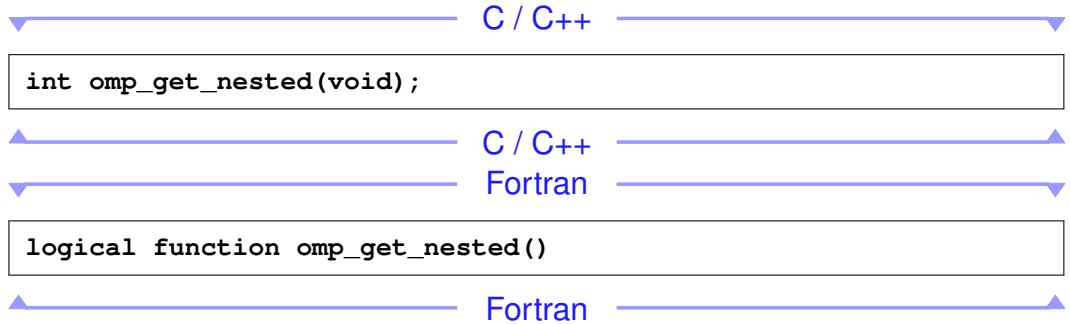 C / C++
int omp_get_nested(void);
C / C++
Fortran
logical function omp_get_nested()
Fortran